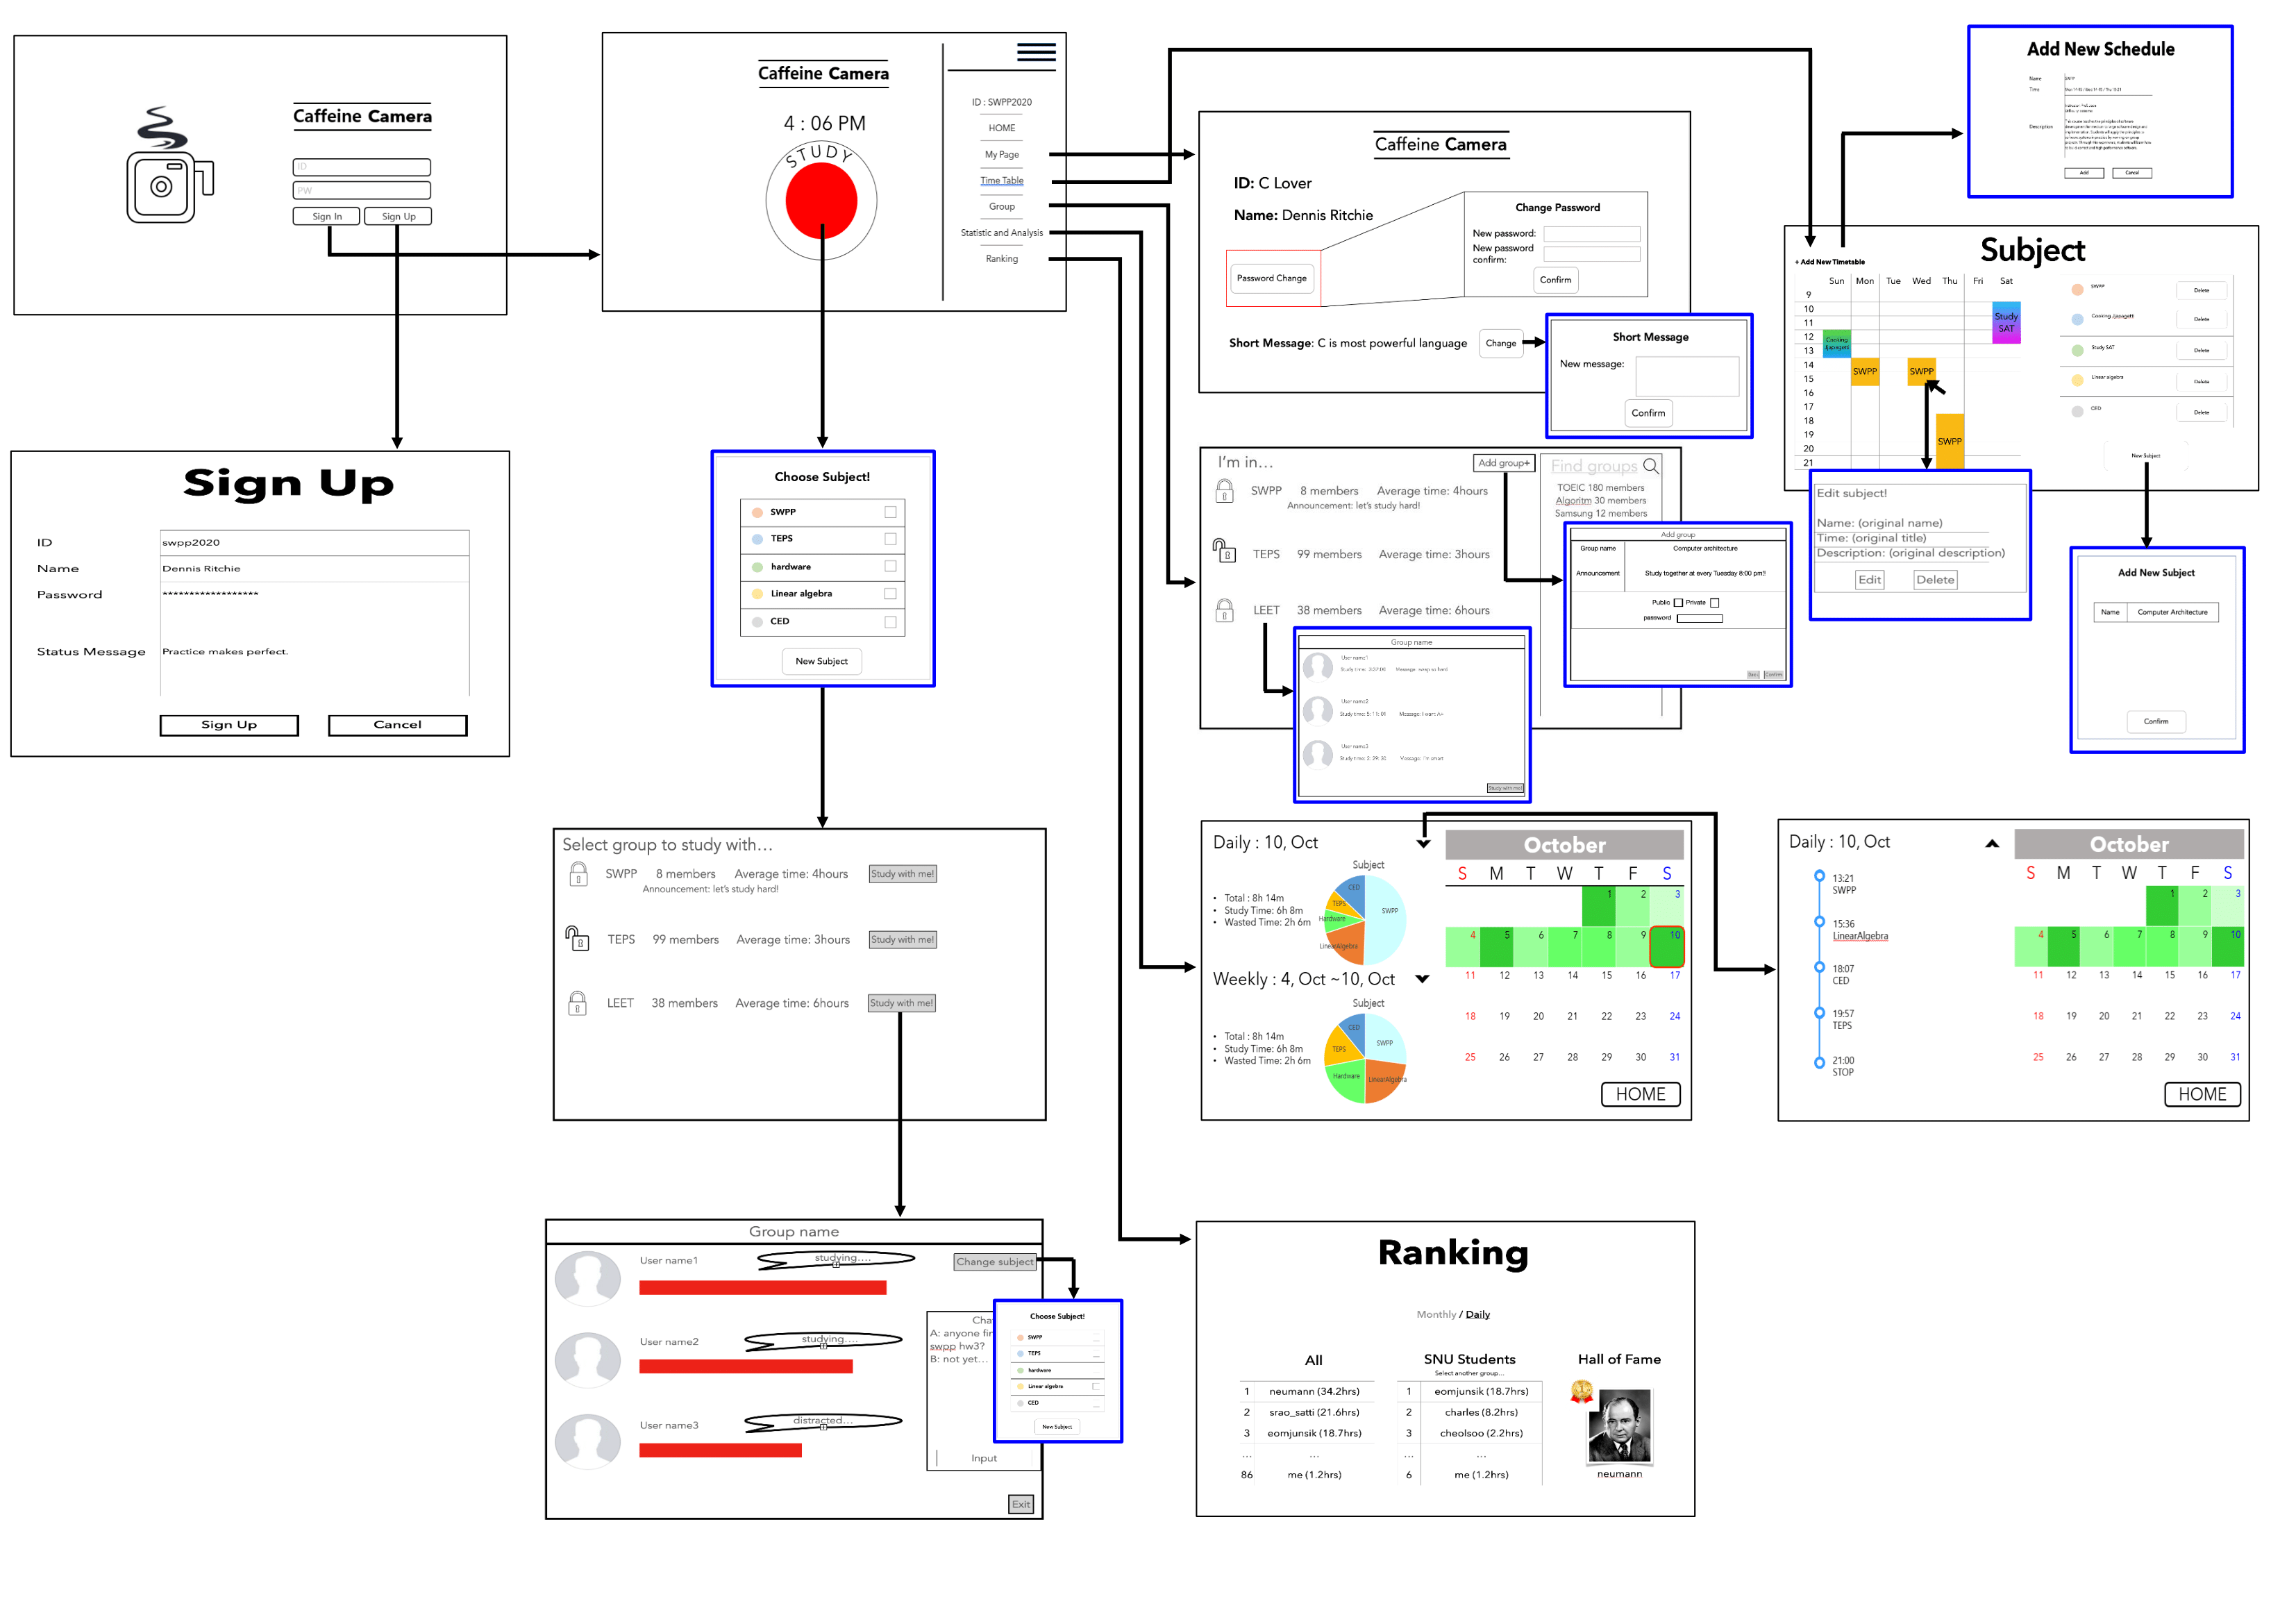 Caffeine Camera
ID
PW
Sign In
Sign Up
Caffeine Camera
4 : 06 PM
STUDY
ID : SWPP2020
HOME
My Page
Time Table
Group
Statistic and Analysis
Ranking
Caffeine Camera
ID: C Lover
Name: Dennis Ritchie
Password Change
Change Password
New password:
New password
confirm:
Confirm
Short Message: C is most powerful language
Change
Short Message
New message:
Confirm
Add New Schedule
Name
SWPP
Time
Description
Add
Cancel
Subject
+ Add New Timetable
Sun Mon Tue Wed Thu Fri Sat
9
10
11
12
13
14
15
16
17
18
19
20
21
Study
SAT
Cooking
SWPP
SWPP
SWPP
SWPP
Delete
Cooking
Delete
Study SAT
Delete
Linear algebra
Delete
CED
Delete
New Subject
Edit subject!
Name: (original name)
Time: (original title)
Description: (original description)
Edit
Delete
Add New Subject
Name
Computer Architecture
Confirm
Sign Up
ID
swpp2020
Name
Dennis Ritchie
Password
******************
Status Message
Practice makes perfect.
Sign Up
Cancel
Choose Subject!
SWPP
TEPS
hardware
Linear algebra
CED
New Subject
I'm in...
Add group+
Find groups
SWPP 8 members Average time: 4hours
Announcement: let's study hard!
TEPS 99 members Average time: 3hours
LEET 38 members Average time: 6hours
TOEIC 180 members
Algoritm 30 members
Samsung 12 members
Add group
Group name
Computer architecture
Announcement
Study together at every Tuesday 8:00 pm!!
Public
Private
password
Back
Confirm
Group name
User name1
User name2
User name3
Study with me!
Select group to study with...
SWPP 8 members Average time: 4hours
Study with me!
Announcement: let's study hard!
TEPS 99 members Average time: 3hours
Study with me!
LEET 38 members Average time: 6hours
Study with me!
Daily : 10, Oct
Subject
• Total : 8h 14m
• Study Time: 6h 8m
• Wasted Time: 2h 6m
CED
TEPS
Hardware
LinearAlgebra
SWPP
Weekly : 4, Oct ~10, Oct
Subject
• Total : 8h 14m
• Study Time: 6h 8m
• Wasted Time: 2h 6m
CED
TEPS
Hardware
LinearAlgebra
SWPP
October
S M T W T F S
1 2 3
4 5 6 7 8 9 10
11 12 13 14 15 16 17
18 19 20 21 22 23 24
25 26 27 28 29 30 31
HOME
Daily : 10, Oct
13:21
SWPP
15:36
LinearAlgebra
18:07
CED
19:57
TEPS
21:00
STOP
October
S M T W T F S
1 2 3
4 5 6 7 8 9 10
11 12 13 14 15 16 17
18 19 20 21 22 23 24
25 26 27 28 29 30 31
HOME
Group name
User name1
studying....
Change subject
User name2
studying....
User name3
distracted...
A: anyone
swpp hw3?
B: not yet...
Input
Exit
Choose Subject!
SWPP
TEPS
hardware
Linear algebra
CED
New Subject
Ranking
Monthly / Daily
All
1 neumann (34.2hrs)
2 srao_satti (21.6hrs)
3 eomjunsik (18.7hrs)
... ...
86 me (1.2hrs)
SNU Students
Select another group...
1 eomjunsik (18.7hrs)
2 charles (8.2hrs)
3 cheolsoo (2.2hrs)
... ...
6 me (1.2hrs)
Hall of Fame
neumann